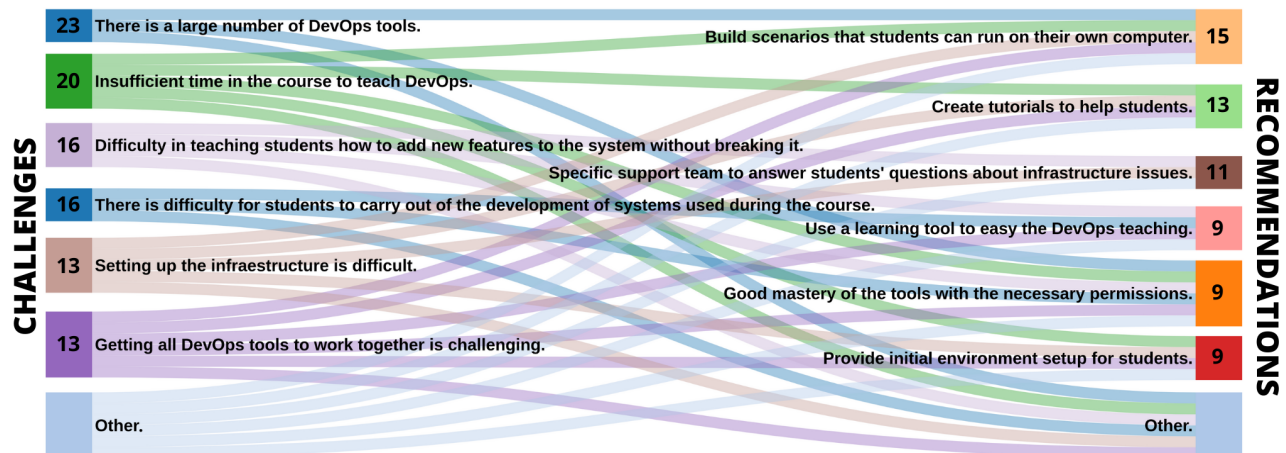 CHALLENGES
23 There is a large number of DevOps tools.
20 Insufficient time in the course to teach DevOps.
16 Difficulty in teaching students how to add new features to the system without breaking it.
16 There is difficulty for students to carry out of the development of systems used during the course.
13 Setting up the infraestructure is difficult.
13 Getting all DevOps tools to work together is challenging.
Other.
Build scenarios that students can run on their own computer. 15
Create tutorials to help students. 13
Specific support team to answer students' questions about infrastructure issues. 11
Use a learning tool to easy the DevOps teaching. 9
Good mastery of the tools with the necessary permissions. 9
Provide initial environment setup for students. 9
Other.
RECOMMENDATIONS